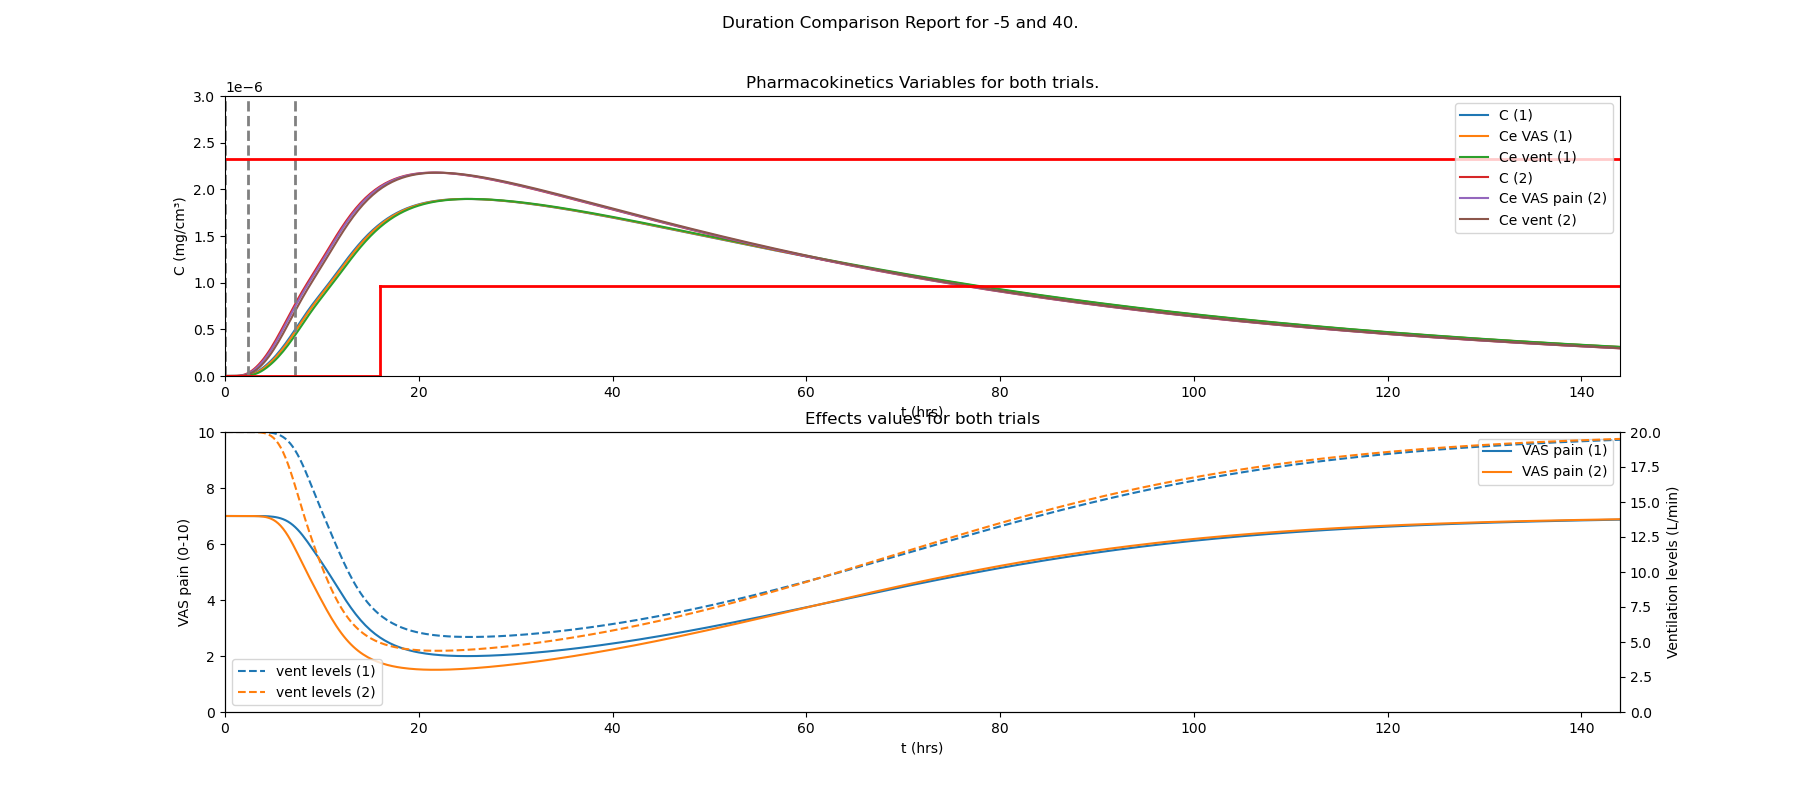 Duration Comparison Report for -5 and 40.
Pharmacokinetics Variables for both trials.
1e−6
3.0
2.5
2.0
1.5
1.0
0.5
0.0
C (mg/cm³)
C (1)
Ce VAS (1)
Ce vent (1)
C (2)
Ce VAS pain (2)
Ce vent (2)
0 20 40 60 80 100 120 140
t (hrs)
Effects values for both trials
10
8
6
4
2
0
VAS pain (0-10)
VAS pain (1)
VAS pain (2)
vent levels (1)
vent levels (2)
20.0
17.5
15.0
12.5
10.0
7.5
5.0
2.5
0.0
Ventilation levels (L/min)
0 20 40 60 80 100 120 140
t (hrs)